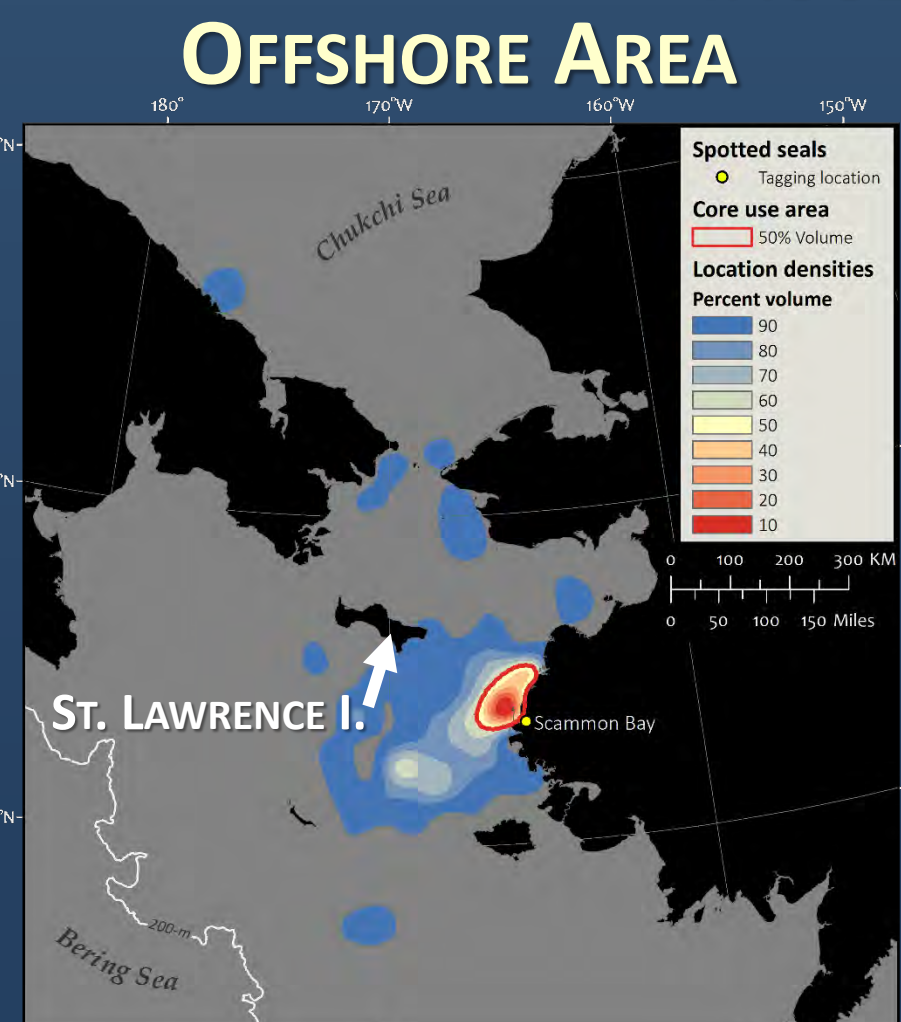 OFFSHORE AREA
180° 170°W 160°W 150°W
°N
Chukchi Sea
Spotted seals
Tagging location
Core use area
50% Volume
Location densities
Percent volume
90
80
70
60
50
40
30
20
10
°N
0 100 200 300 KM
0 50 100 150 Miles
ST. LAWRENCE I.
Scammon Bay
°N
200-m
Bering Sea